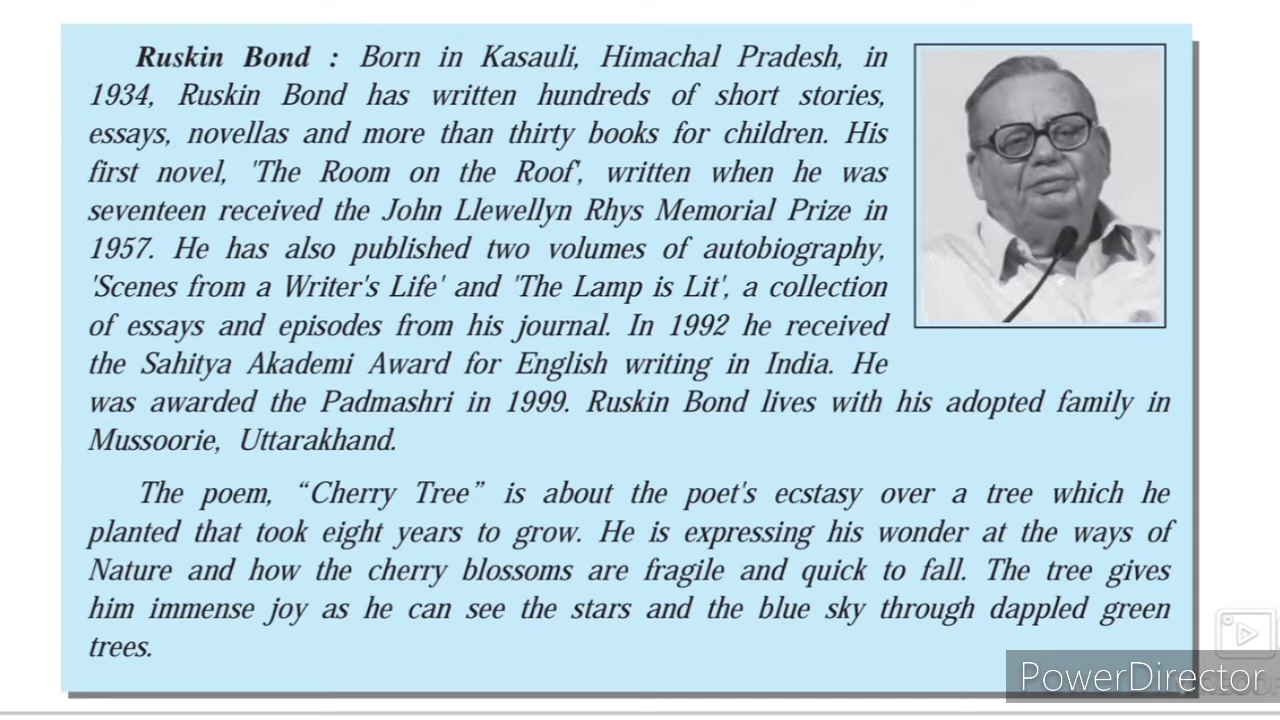 Ruskin Bond : Born in Kasauli, Himachal Pradesh, in
1934, Ruskin Bond has written hundreds of short stories,
essays, novellas and more than thirty books for children. His
first novel, 'The Room on the Roof', written when he was
seventeen received the John Llewellyn Rhys Memorial Prize in
1957. He has also published two volumes of autobiography,
'Scenes from a Writer's Life' and 'The Lamp is Lit', a collection
of essays and episodes from his journal. In 1992 he received
the Sahitya Akademi Award for English writing in India. He
was awarded the Padmashri in 1999. Ruskin Bond lives with his adopted family in
Mussoorie, Uttarakhand.
The poem, “Cherry Tree” is about the poet's ecstasy over a tree which he
planted that took eight years to grow. He is expressing his wonder at the ways of
Nature and how the cherry blossoms are fragile and quick to fall. The tree gives
him immense joy as he can see the stars and the blue sky through dappled green
trees.
PowerDirector